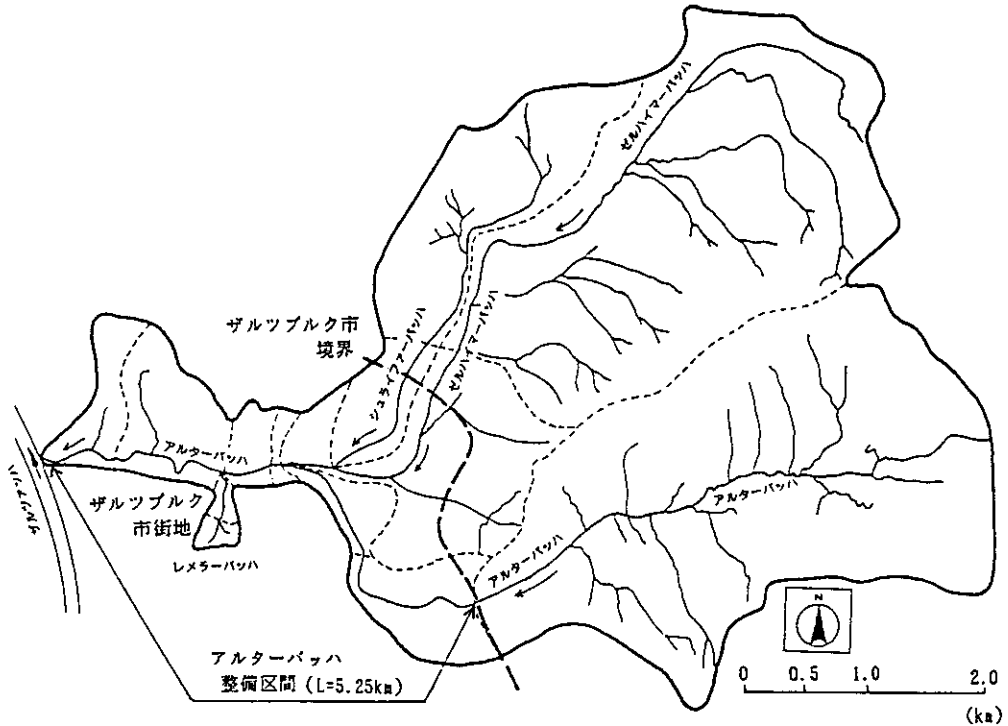 ゼルハイマーバッハ
ザルツブルク市
境界
シュライファーバッハ
ゼルハイマーバッハ
アルターバッハ
アルターバッハ
アルターバッハ
ザルツブルク
市街地
レメラーバッハ
アルターバッハ
整備区間 (L=5.25km)
N
0 0.5 1.0 2.0
(km)